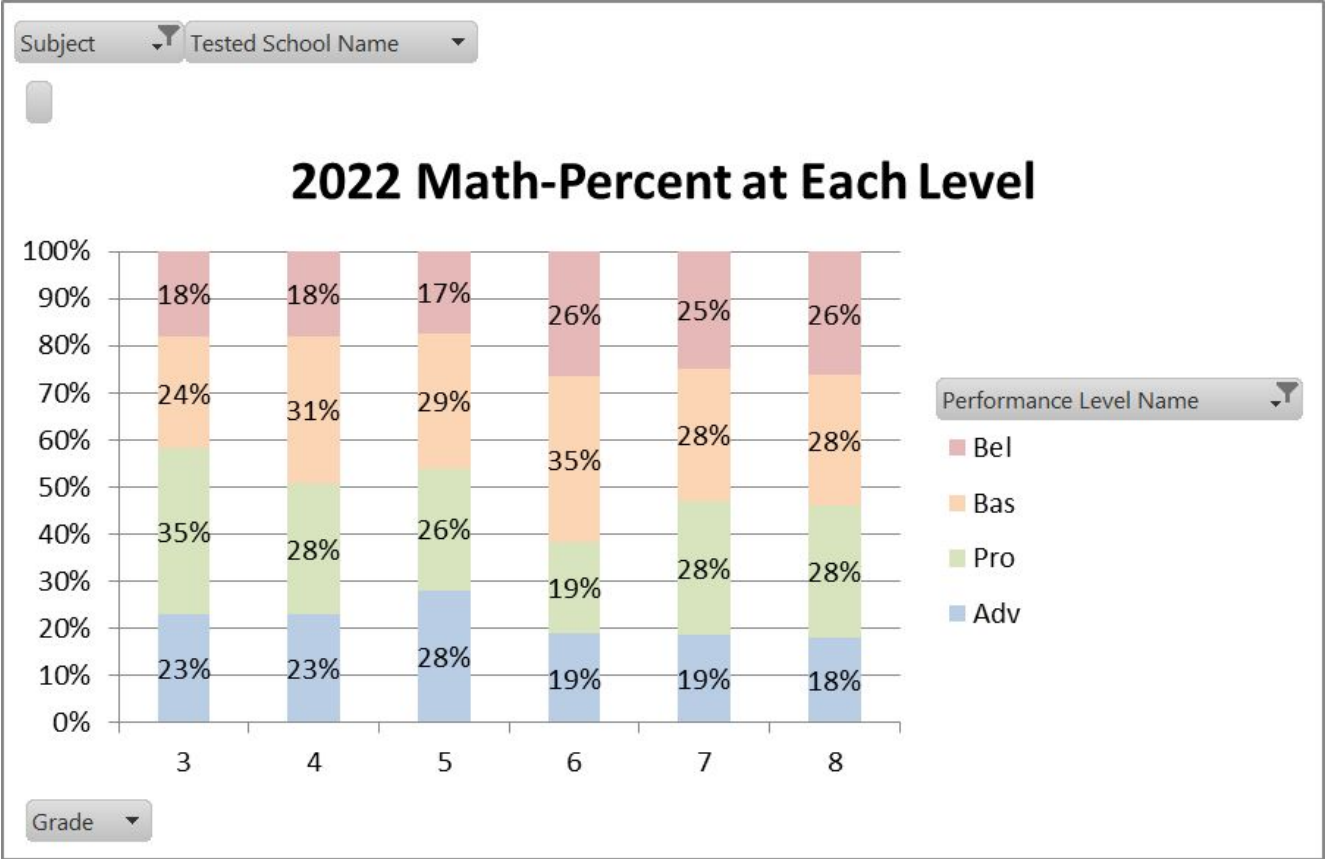 Subject Tested School Name
2022 Math-Percent at Each Level
100%
90%
80%
70%
60%
50%
40%
30%
20%
10%
0%
18% 18% 17% 26% 25% 26%
24% 31% 29% 35% 28% 28%
35% 28% 26% 19% 28% 28%
23% 23% 28% 19% 19% 18%
3 4 5 6 7 8
Performance Level Name
Bel
Bas
Pro
Adv
Grade